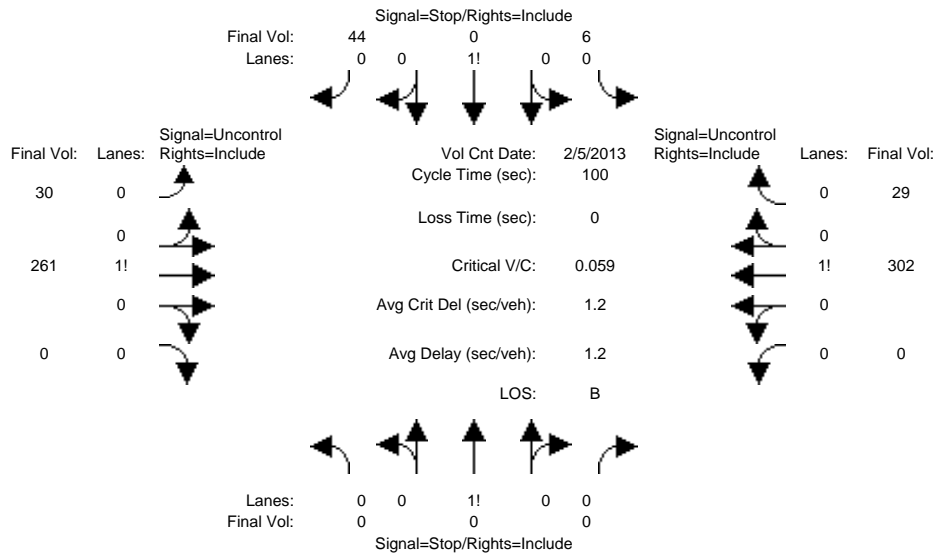 Signal=Stop/Rights=Include
Final Vol: 44 0 6
Lanes: 0 0 1! 0 0
Signal=Uncontrol
Final Vol: Lanes: Rights=Include
Vol Cnt Date: 2/5/2013
Signal=Uncontrol
Rights=Include Lanes: Final Vol:
Cycle Time (sec): 100
30 0
0 29
Loss Time (sec): 0
0
0
261 1!
Critical V/C: 0.059
1! 302
0
Avg Crit Del (sec/veh): 1.2
0
0 0
Avg Delay (sec/veh): 1.2
0 0
LOS: B
Lanes: 0 0 1! 0 0
Final Vol: 0 0 0
Signal=Stop/Rights=Include